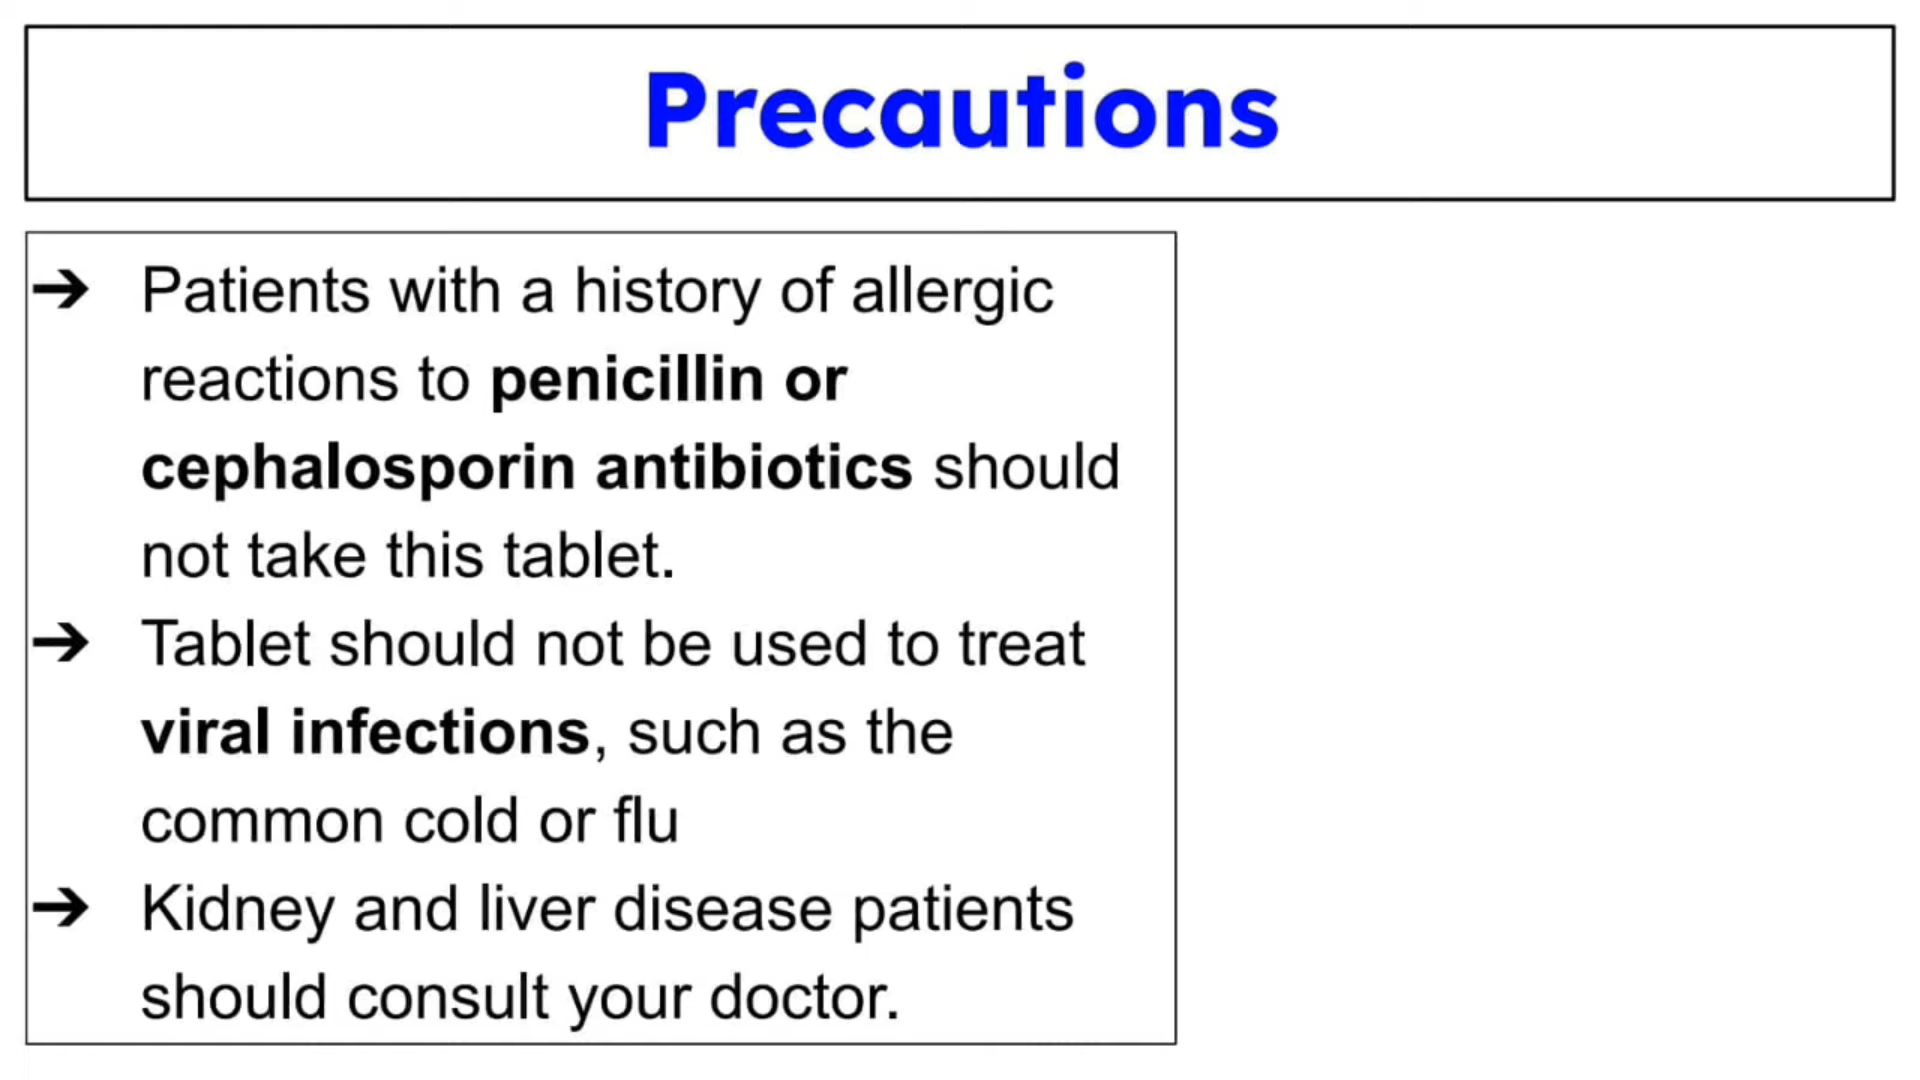 Precautions
➔ Patients with a history of allergic
reactions to penicillin or
cephalosporin antibiotics should
not take this tablet.
➔ Tablet should not be used to treat
viral infections, such as the
common cold or flu
➔ Kidney and liver disease patients
should consult your doctor.